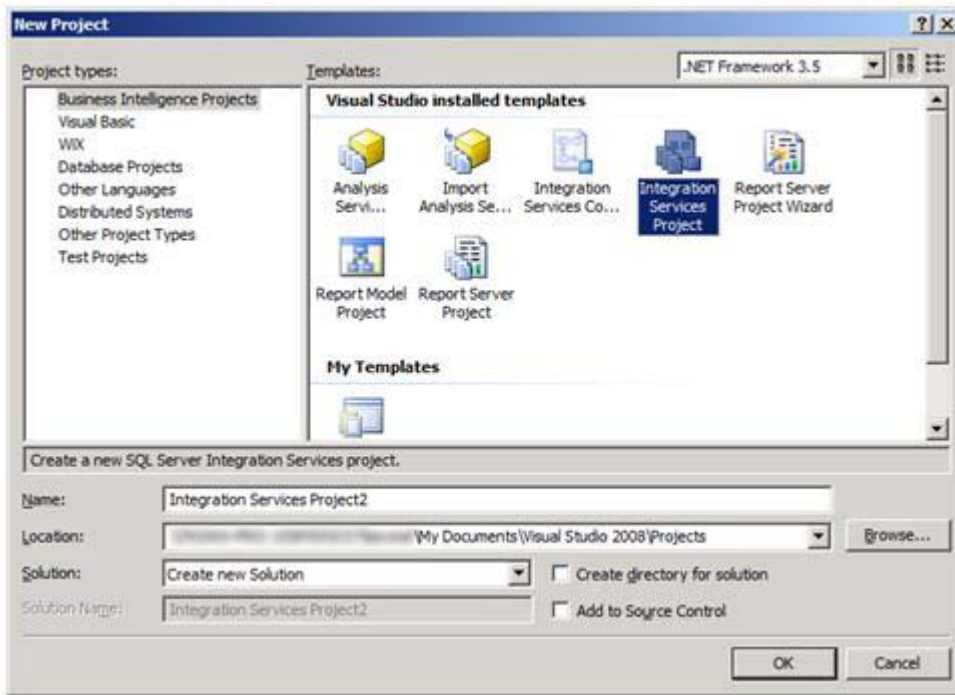 New Project
Project types:
Templates:
.NET Framework 3.5
Business Intelligence Projects
Visual Basic
WiX
Database Projects
Other Languages
Distributed Systems
Other Project Types
Test Projects
Visual Studio installed templates
Analysis
Servi...
Import
Analysis Se...
Integration
Services Co...
Integration
Services
Project
Report Server
Project Wizard
Report Model
Project
Report Server
Project
My Templates
Create a new SQL Server Integration Services project.
Name:
Integration Services Project2
Location:
\My Documents\Visual Studio 2008\Projects
Browse...
Solution:
Create new Solution
Create directory for solution
Solution Name:
Integration Services Project2
Add to Source Control
OK
Cancel